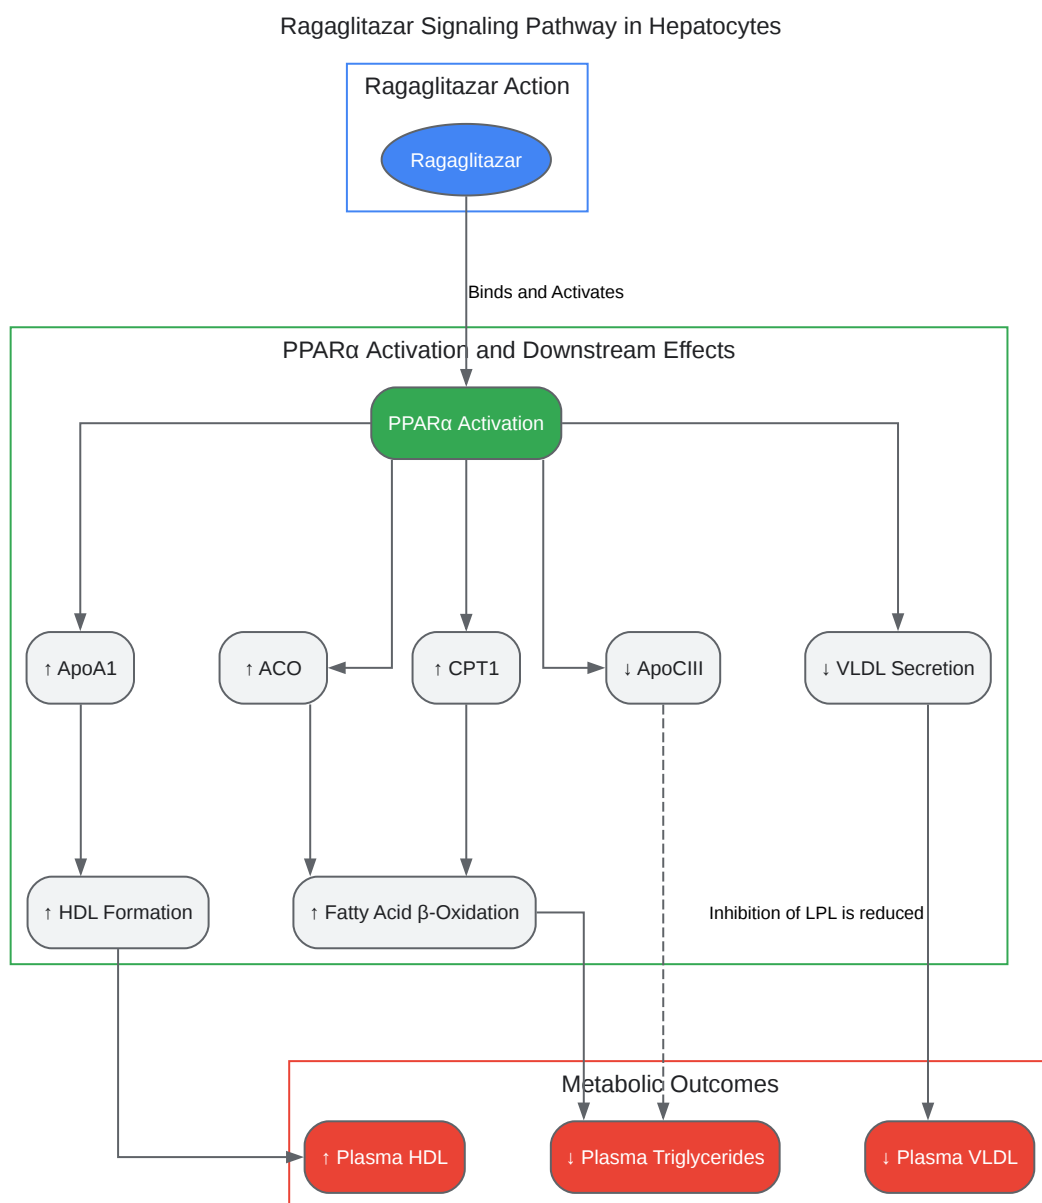 Ragaglitazar Signaling Pathway in Hepatocytes
Ragaglitazar Action
Ragaglitazar
Binds and Activates
PPARα Activation and Downstream Effects
PPARα Activation
↑ ApoA1
↑ ACO
↑ CPT1
↓ ApoCIII
↓ VLDL Secretion
↑ HDL Formation
↑ Fatty Acid β-Oxidation
Inhibition of LPL is reduced
Metabolic Outcomes
↑ Plasma HDL
↓ Plasma Triglycerides
↓ Plasma VLDL